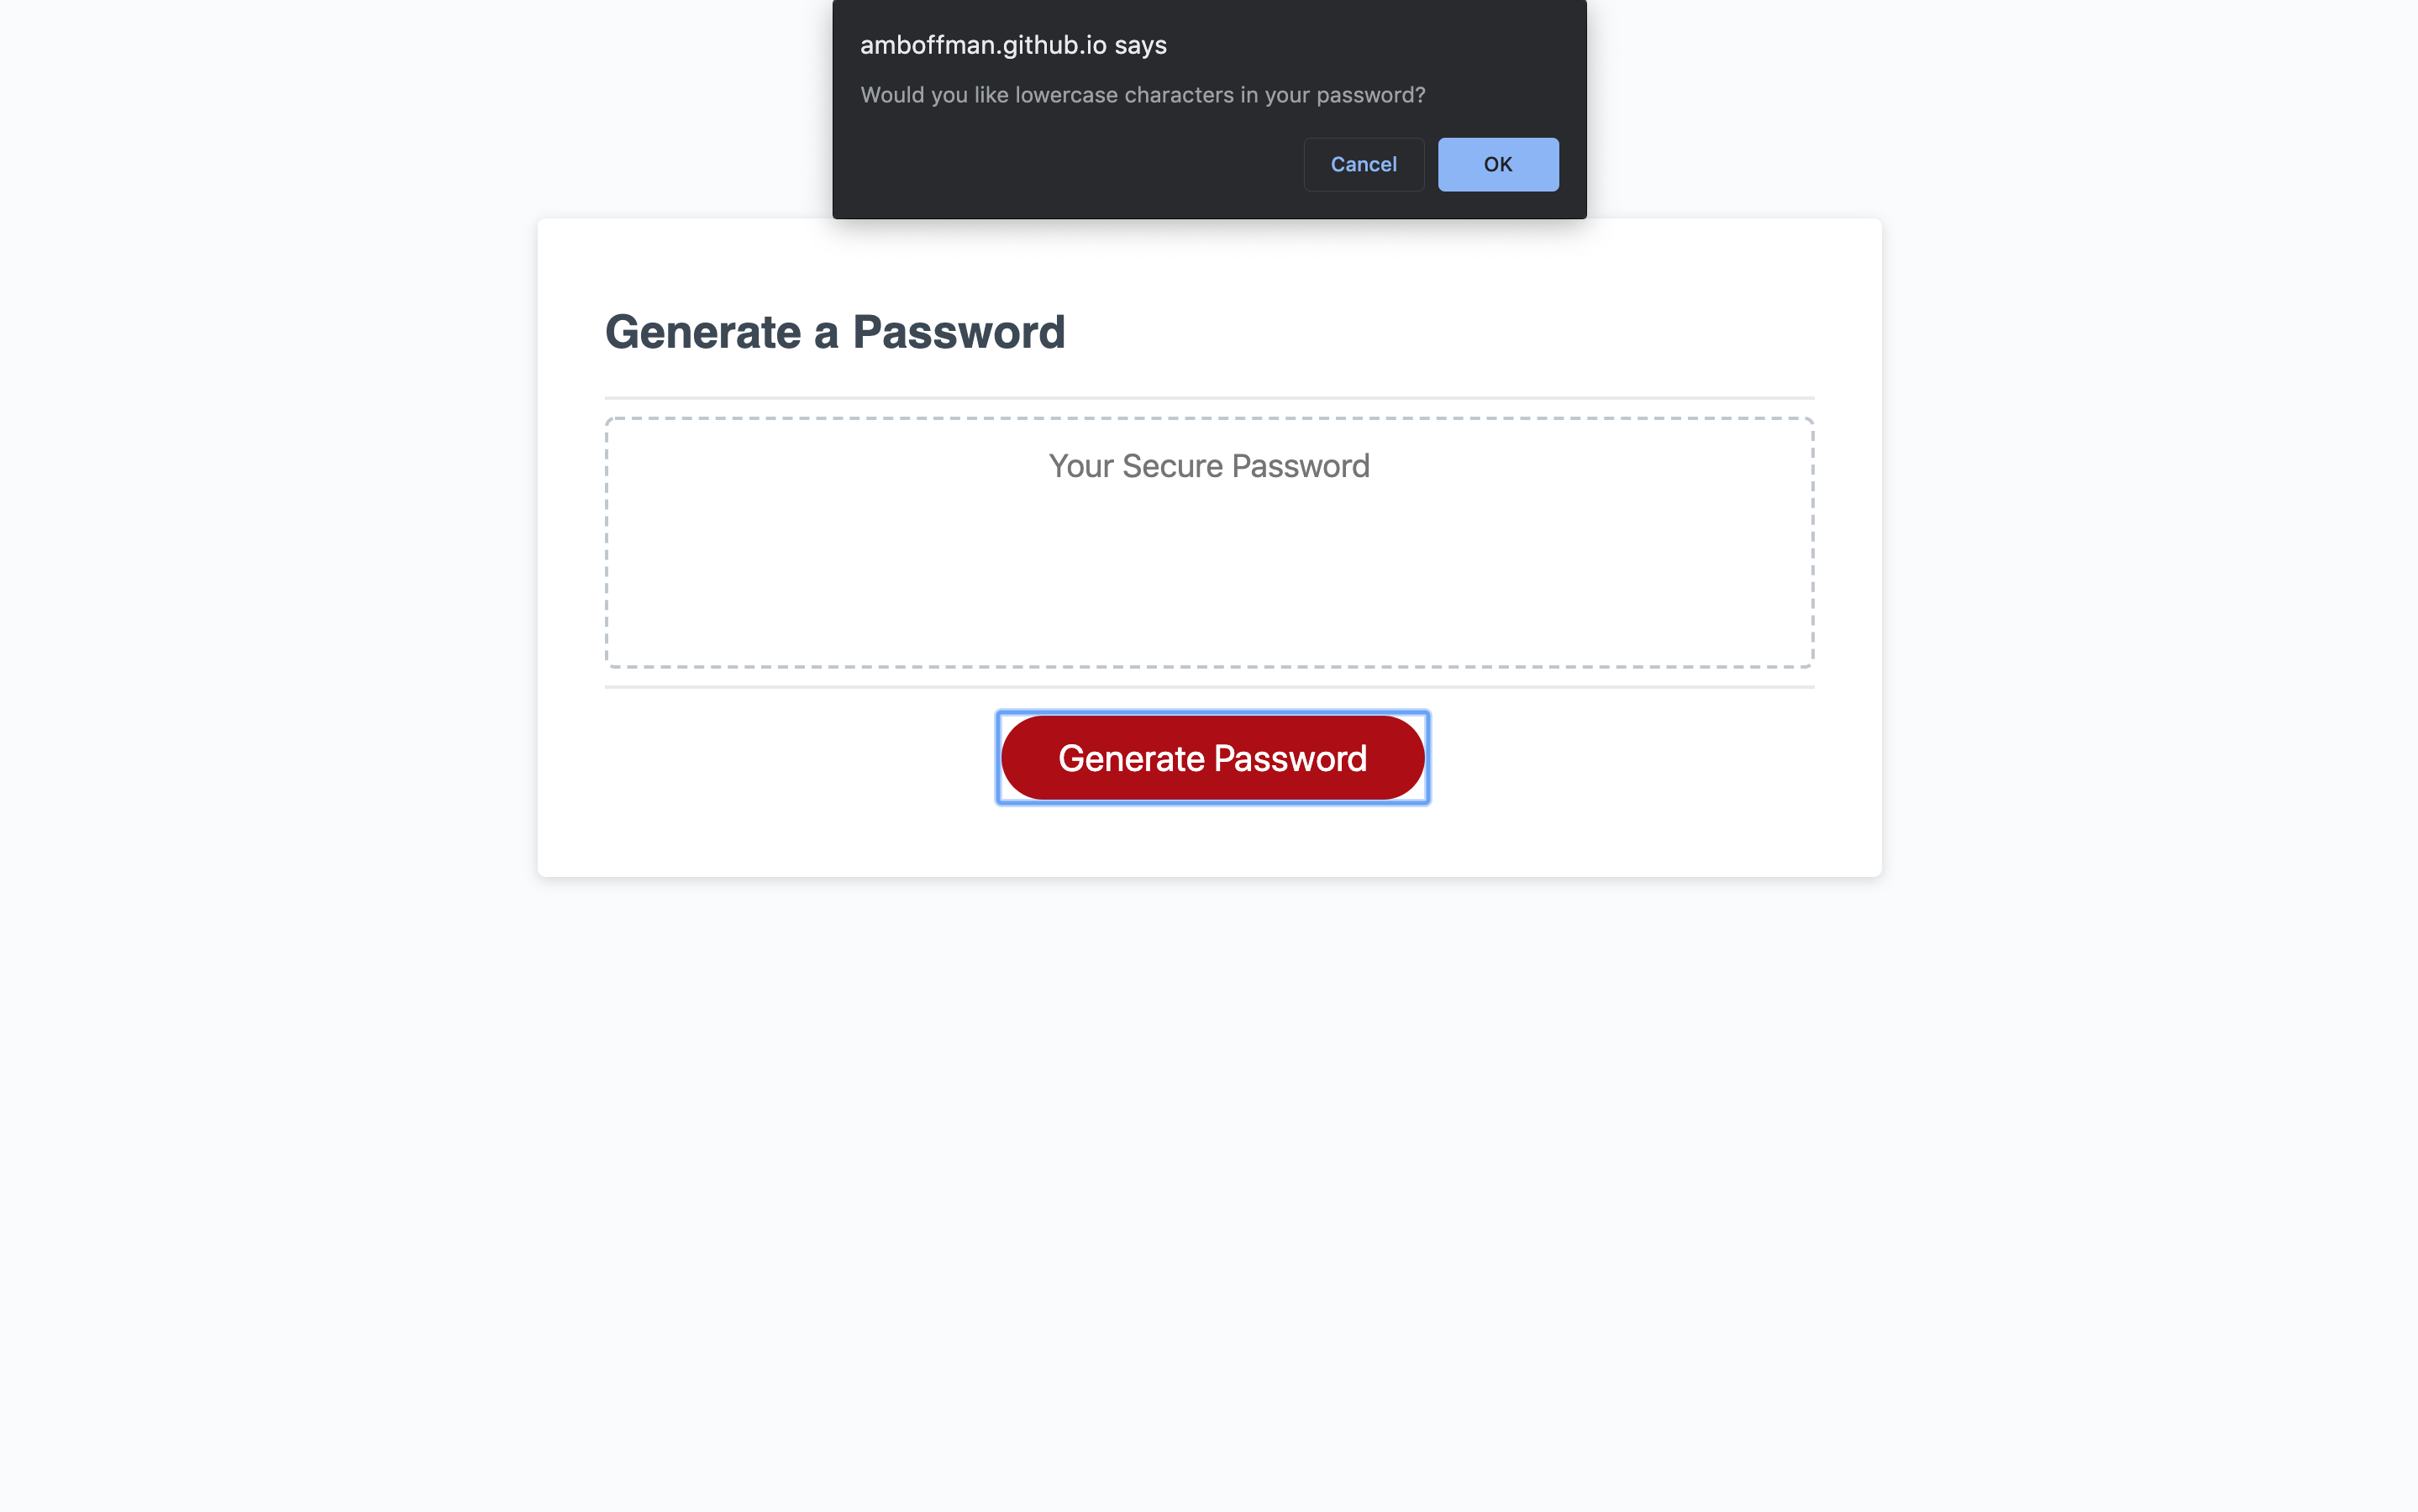 amboffman.github.io says
Would you like lowercase characters in your password?
Cancel
OK
Generate a Password
Your Secure Password
Generate Password